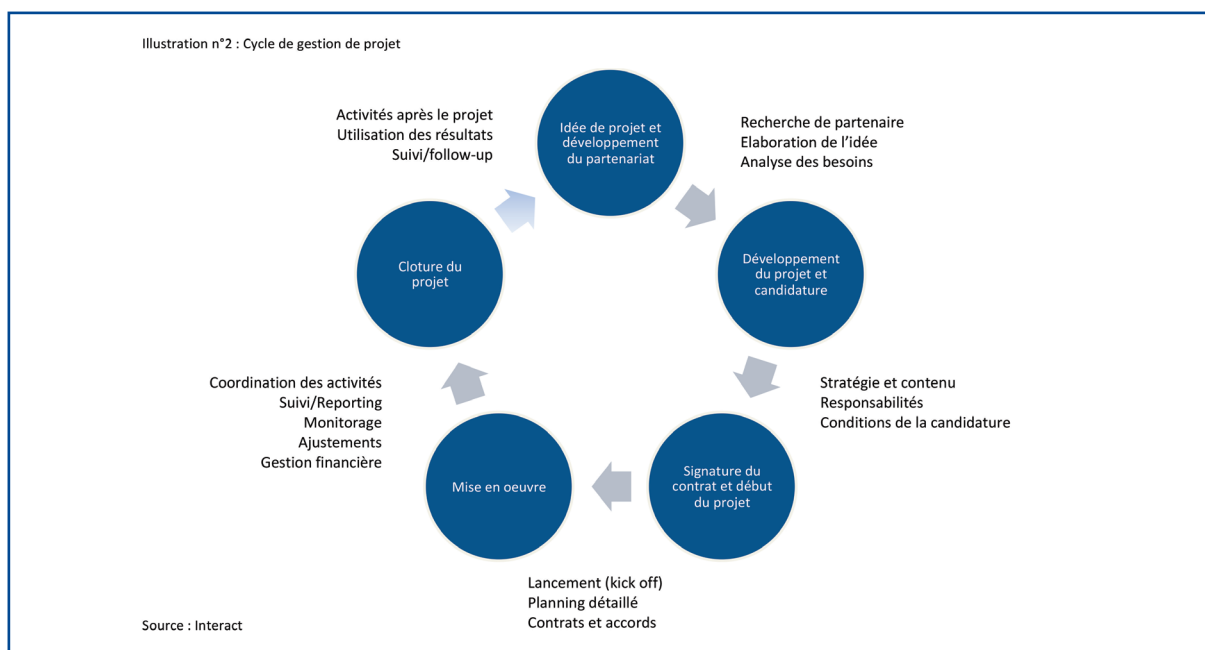 Illustration n°2 : Cycle de gestion de projet
Idée de projet et
développement
du partenariat
Recherche de partenaire
Elaboration de l'idée
Analyse des besoins
Développement
du projet et
candidature
Stratégie et contenu
Responsabilités
Conditions de la candidature
Signature du
contrat et début
du projet
Lancement (kick off)
Planning détaillé
Contrats et accords
Mise en oeuvre
Coordination des activités
Suivi/Reporting
Monitorage
Ajustements
Gestion financière
Cloture du
projet
Activités après le projet
Utilisation des résultats
Suivi/follow-up
Source : Interact